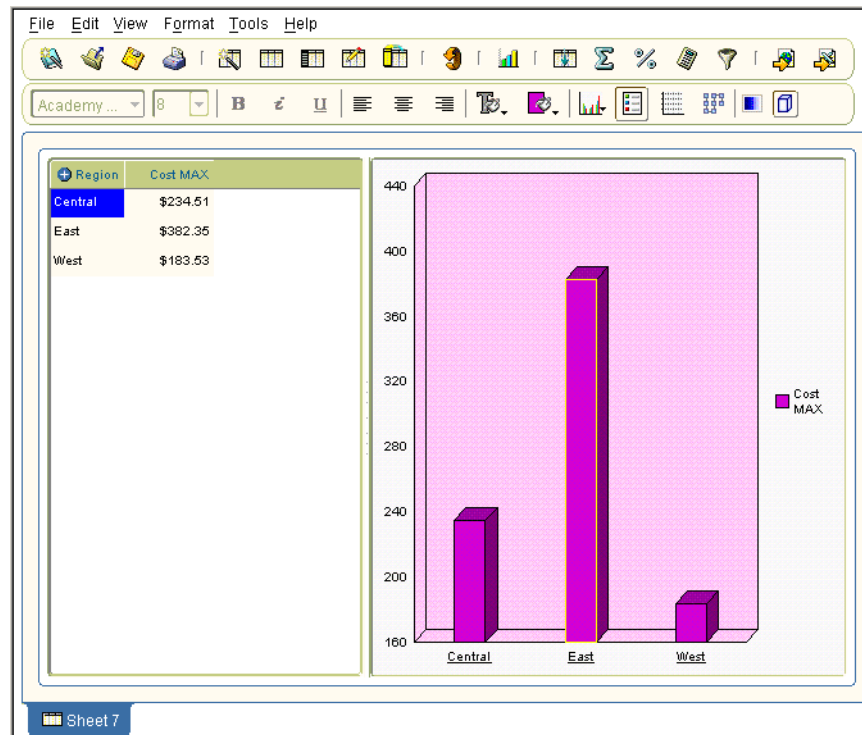 File Edit View Format Tools Help
Academy ... 8 B i U
Region Cost MAX
Central $234.51
East $382.35
West $183.53
440
400
360
320
280
240
200
160
Central East West
Cost
MAX
Sheet 7